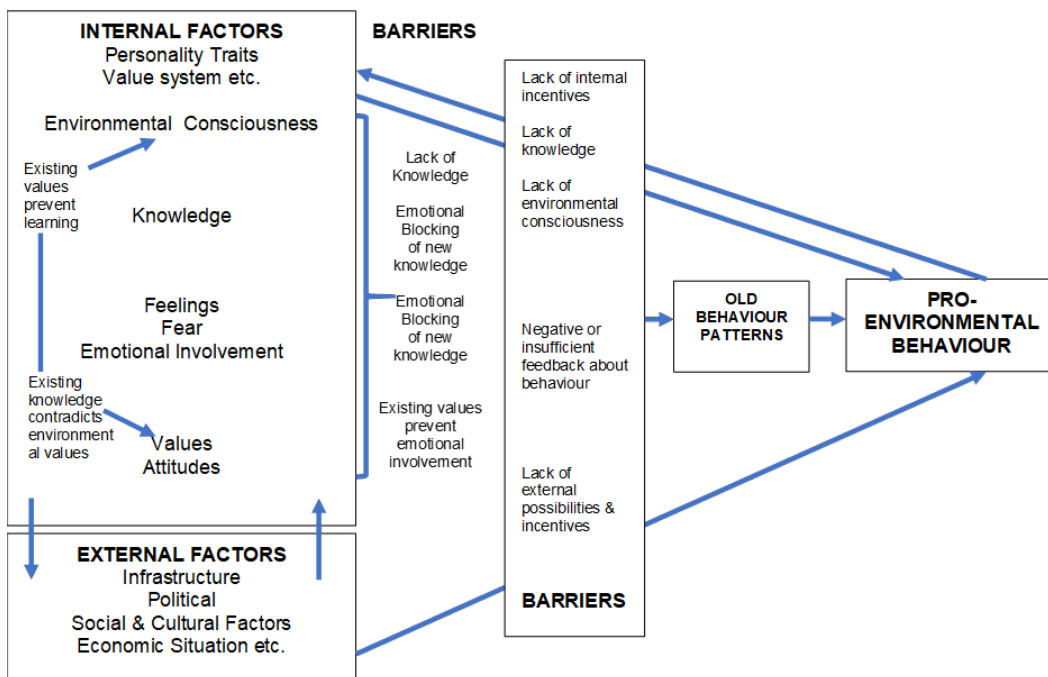 INTERNAL FACTORS
Personality Traits
Value system etc.
Environmental Consciousness
Existing
values
prevent
learning
Knowledge
Feelings
Fear
Emotional Involvement
Existing
knowledge
contradicts
environment
al values
Values
Attitudes
EXTERNAL FACTORS
Infrastructure
Political
Social & Cultural Factors
Economic Situation etc.
BARRIERS
Lack of
Knowledge
Emotional
Blocking
of new
knowledge
Emotional
Blocking
of new
knowledge
Existing values
prevent
emotional
involvement
Lack of internal
incentives
Lack of
knowledge
Lack of
environmental
consciousness
Negative or
insufficient
feedback about
behaviour
Lack of
external
possibilities &
incentives
BARRIERS
OLD
BEHAVIOUR
PATTERNS
PRO-
ENVIRONMENTAL
BEHAVIOUR